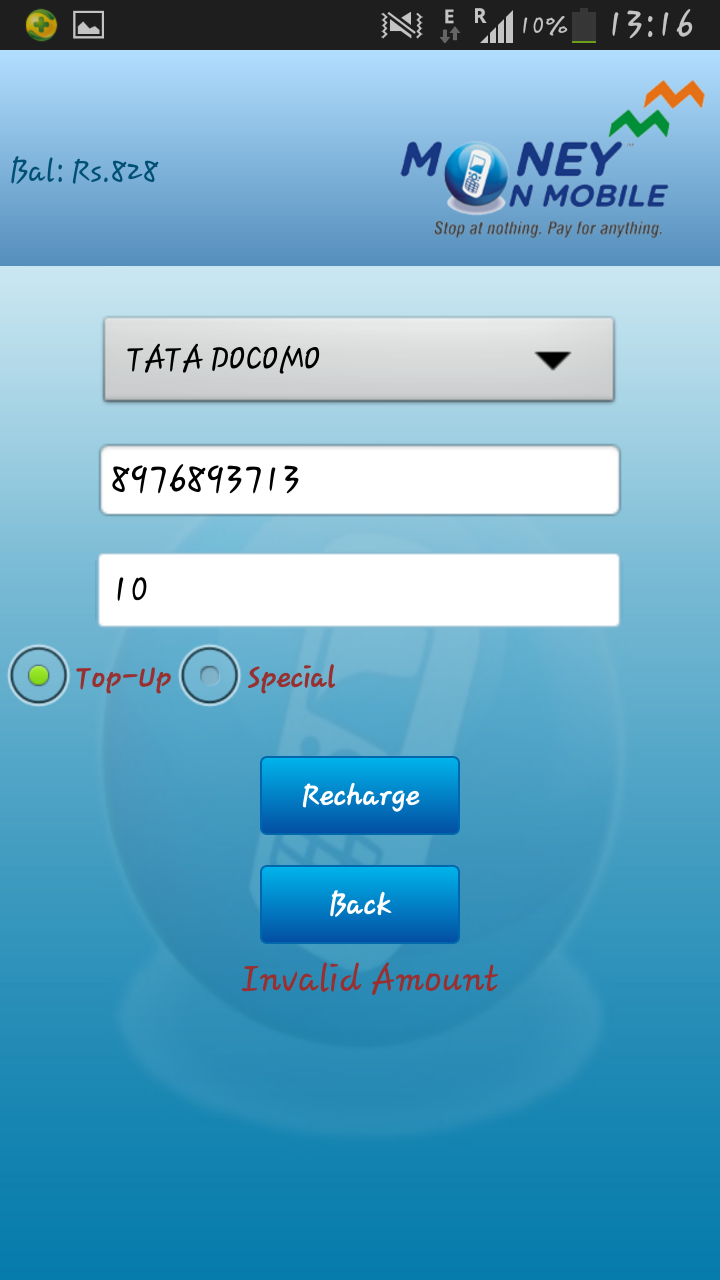 E R 10% 13:16
Bal: Rs.828
MONEY
ON MOBILE
Stop at nothing. Pay for anything.
TATA DOCOMO
8976893713
10
Top-Up Special
Recharge
Back
Invalid Amount